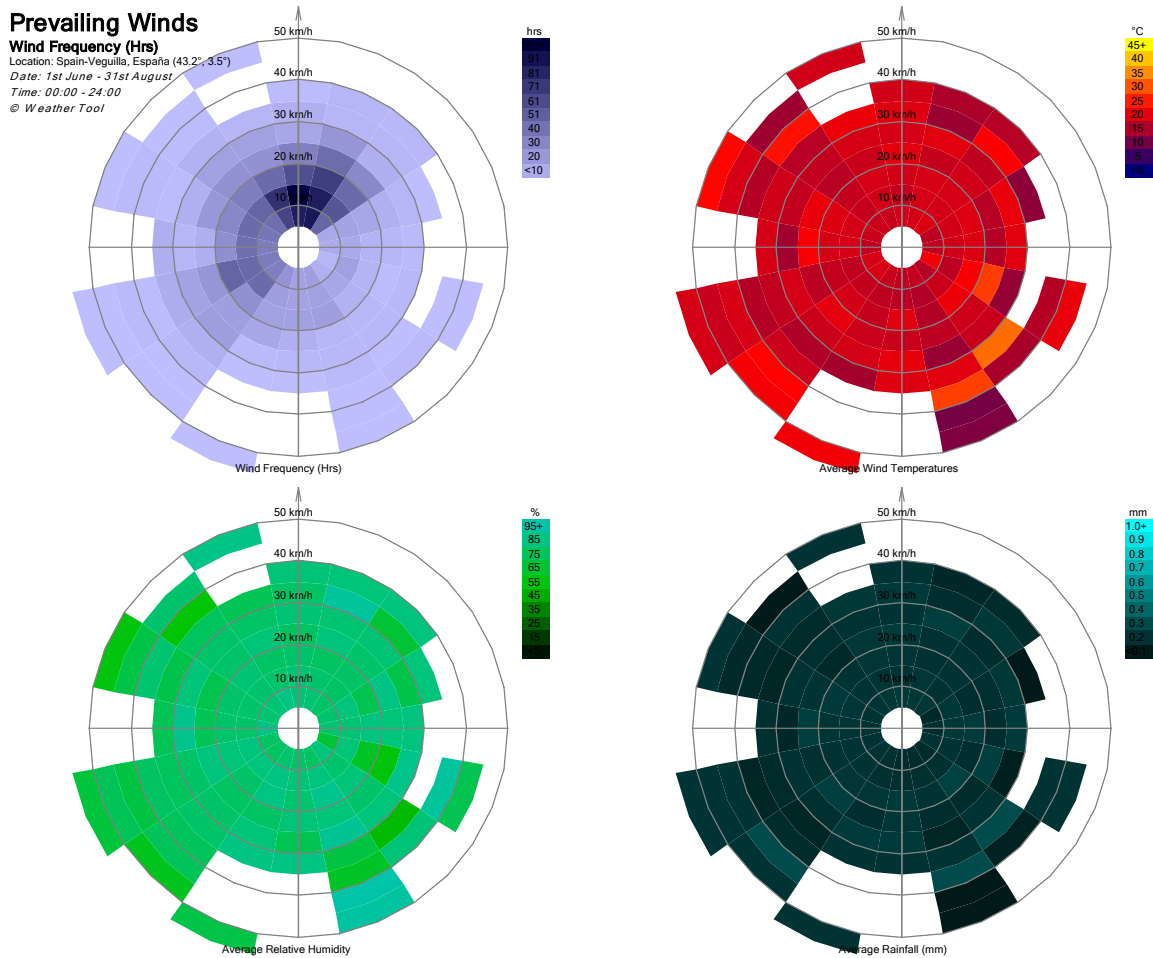 Prevailing Winds
Wind Frequency (Hrs)
Location: Spain-Veguilla, España (43.2°, 3.5°)
Date: 1st June - 31st August
Time: 00:00 - 24:00
© Weather Tool
50 km/h
40 km/h
30 km/h
20 km/h
10 km/h
hrs
91
81
71
61
51
40
30
20
<10
Wind Frequency (Hrs)
50 km/h
40 km/h
30 km/h
20 km/h
10 km/h
°C
45+
40
35
30
25
20
15
10
5
<0
Average Wind Temperatures
50 km/h
40 km/h
30 km/h
20 km/h
10 km/h
%
95+
85
75
65
55
45
35
25
15
Average Relative Humidity
50 km/h
40 km/h
30 km/h
20 km/h
10 km/h
mm
1.0+
0.9
0.8
0.7
0.6
0.5
0.4
0.3
0.2
<0.1
Average Rainfall (mm)